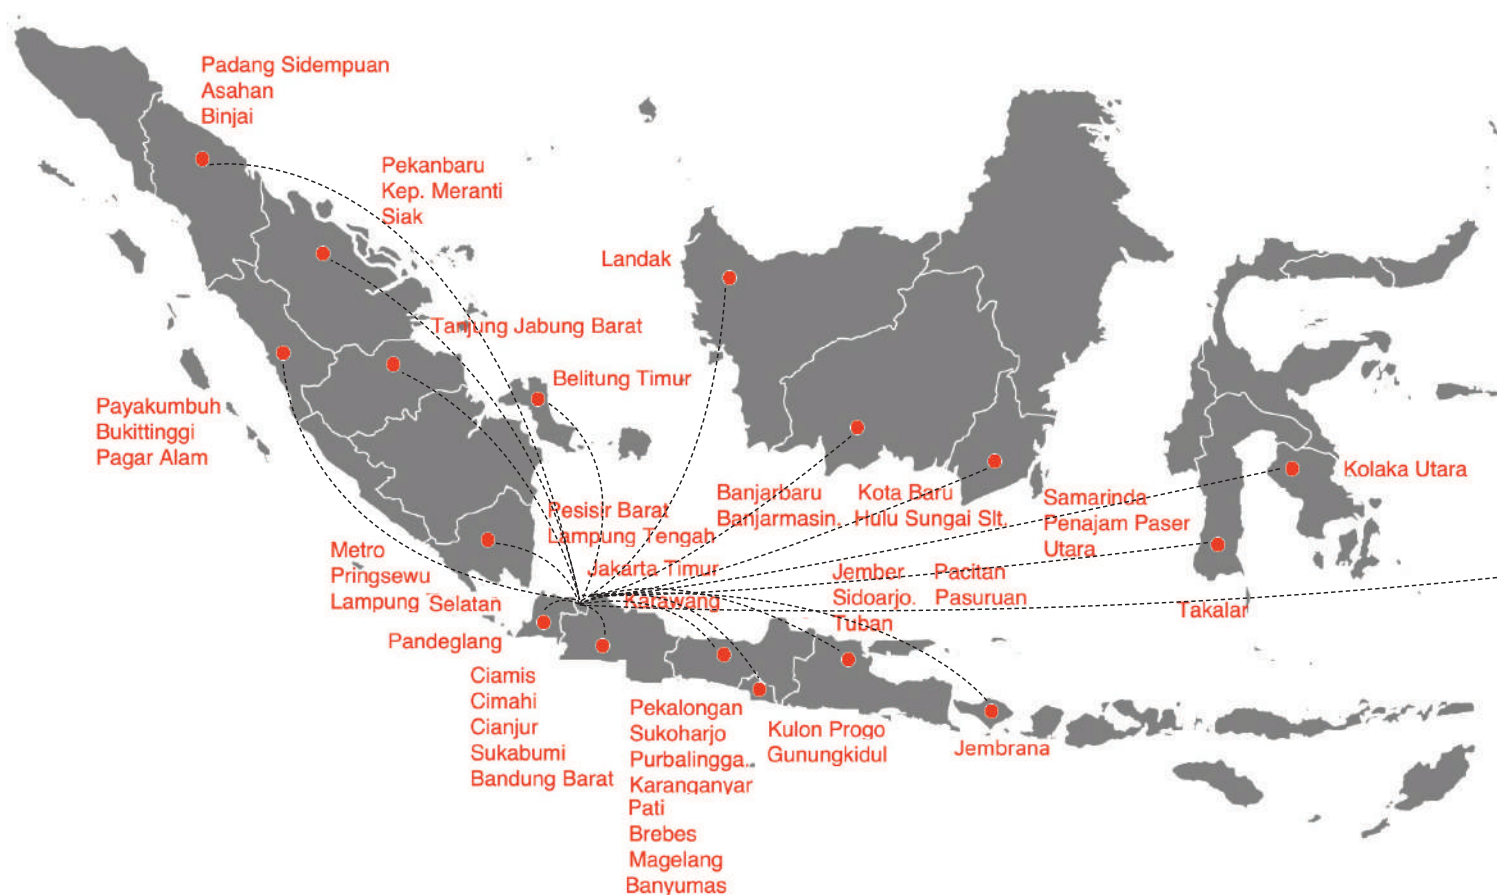 Padang Sidempuan
Asahan
Binjai
Pekanbaru
Kep. Meranti
Siak
Landak
Tanjung Jabung Barat
Belitung Timur
Payakumbuh
Bukittinggi
Pagar Alam
Kolaka Utara
Banjarbaru
Banjarmasin.
Kota Baru
Hulu Sungai Slt.
Samarinda
Penajam Paser
Utara
Pesisir Barat
Lampung Tengah
Metro
Pringsewu
Lampung Selatan
Jakarta Timur
Karawang
Jember
Sidoarjo.
Tuban
Pacitan
Pasuruan
Takalar
Pandeglang
Ciamis
Cimahi
Cianjur
Sukabumi
Bandung Barat
Pekalongan
Sukoharjo
Purbalingga..
Karanganyar
Pati
Brebes
Magelang
Banyumas
Kulon Progo
Gunungkidul
Jembrana